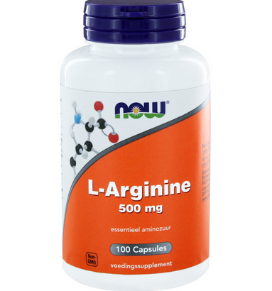 NOW
L-Arginine
500 mg
essentieel aminozuur
100 Capsules
voedingssupplement